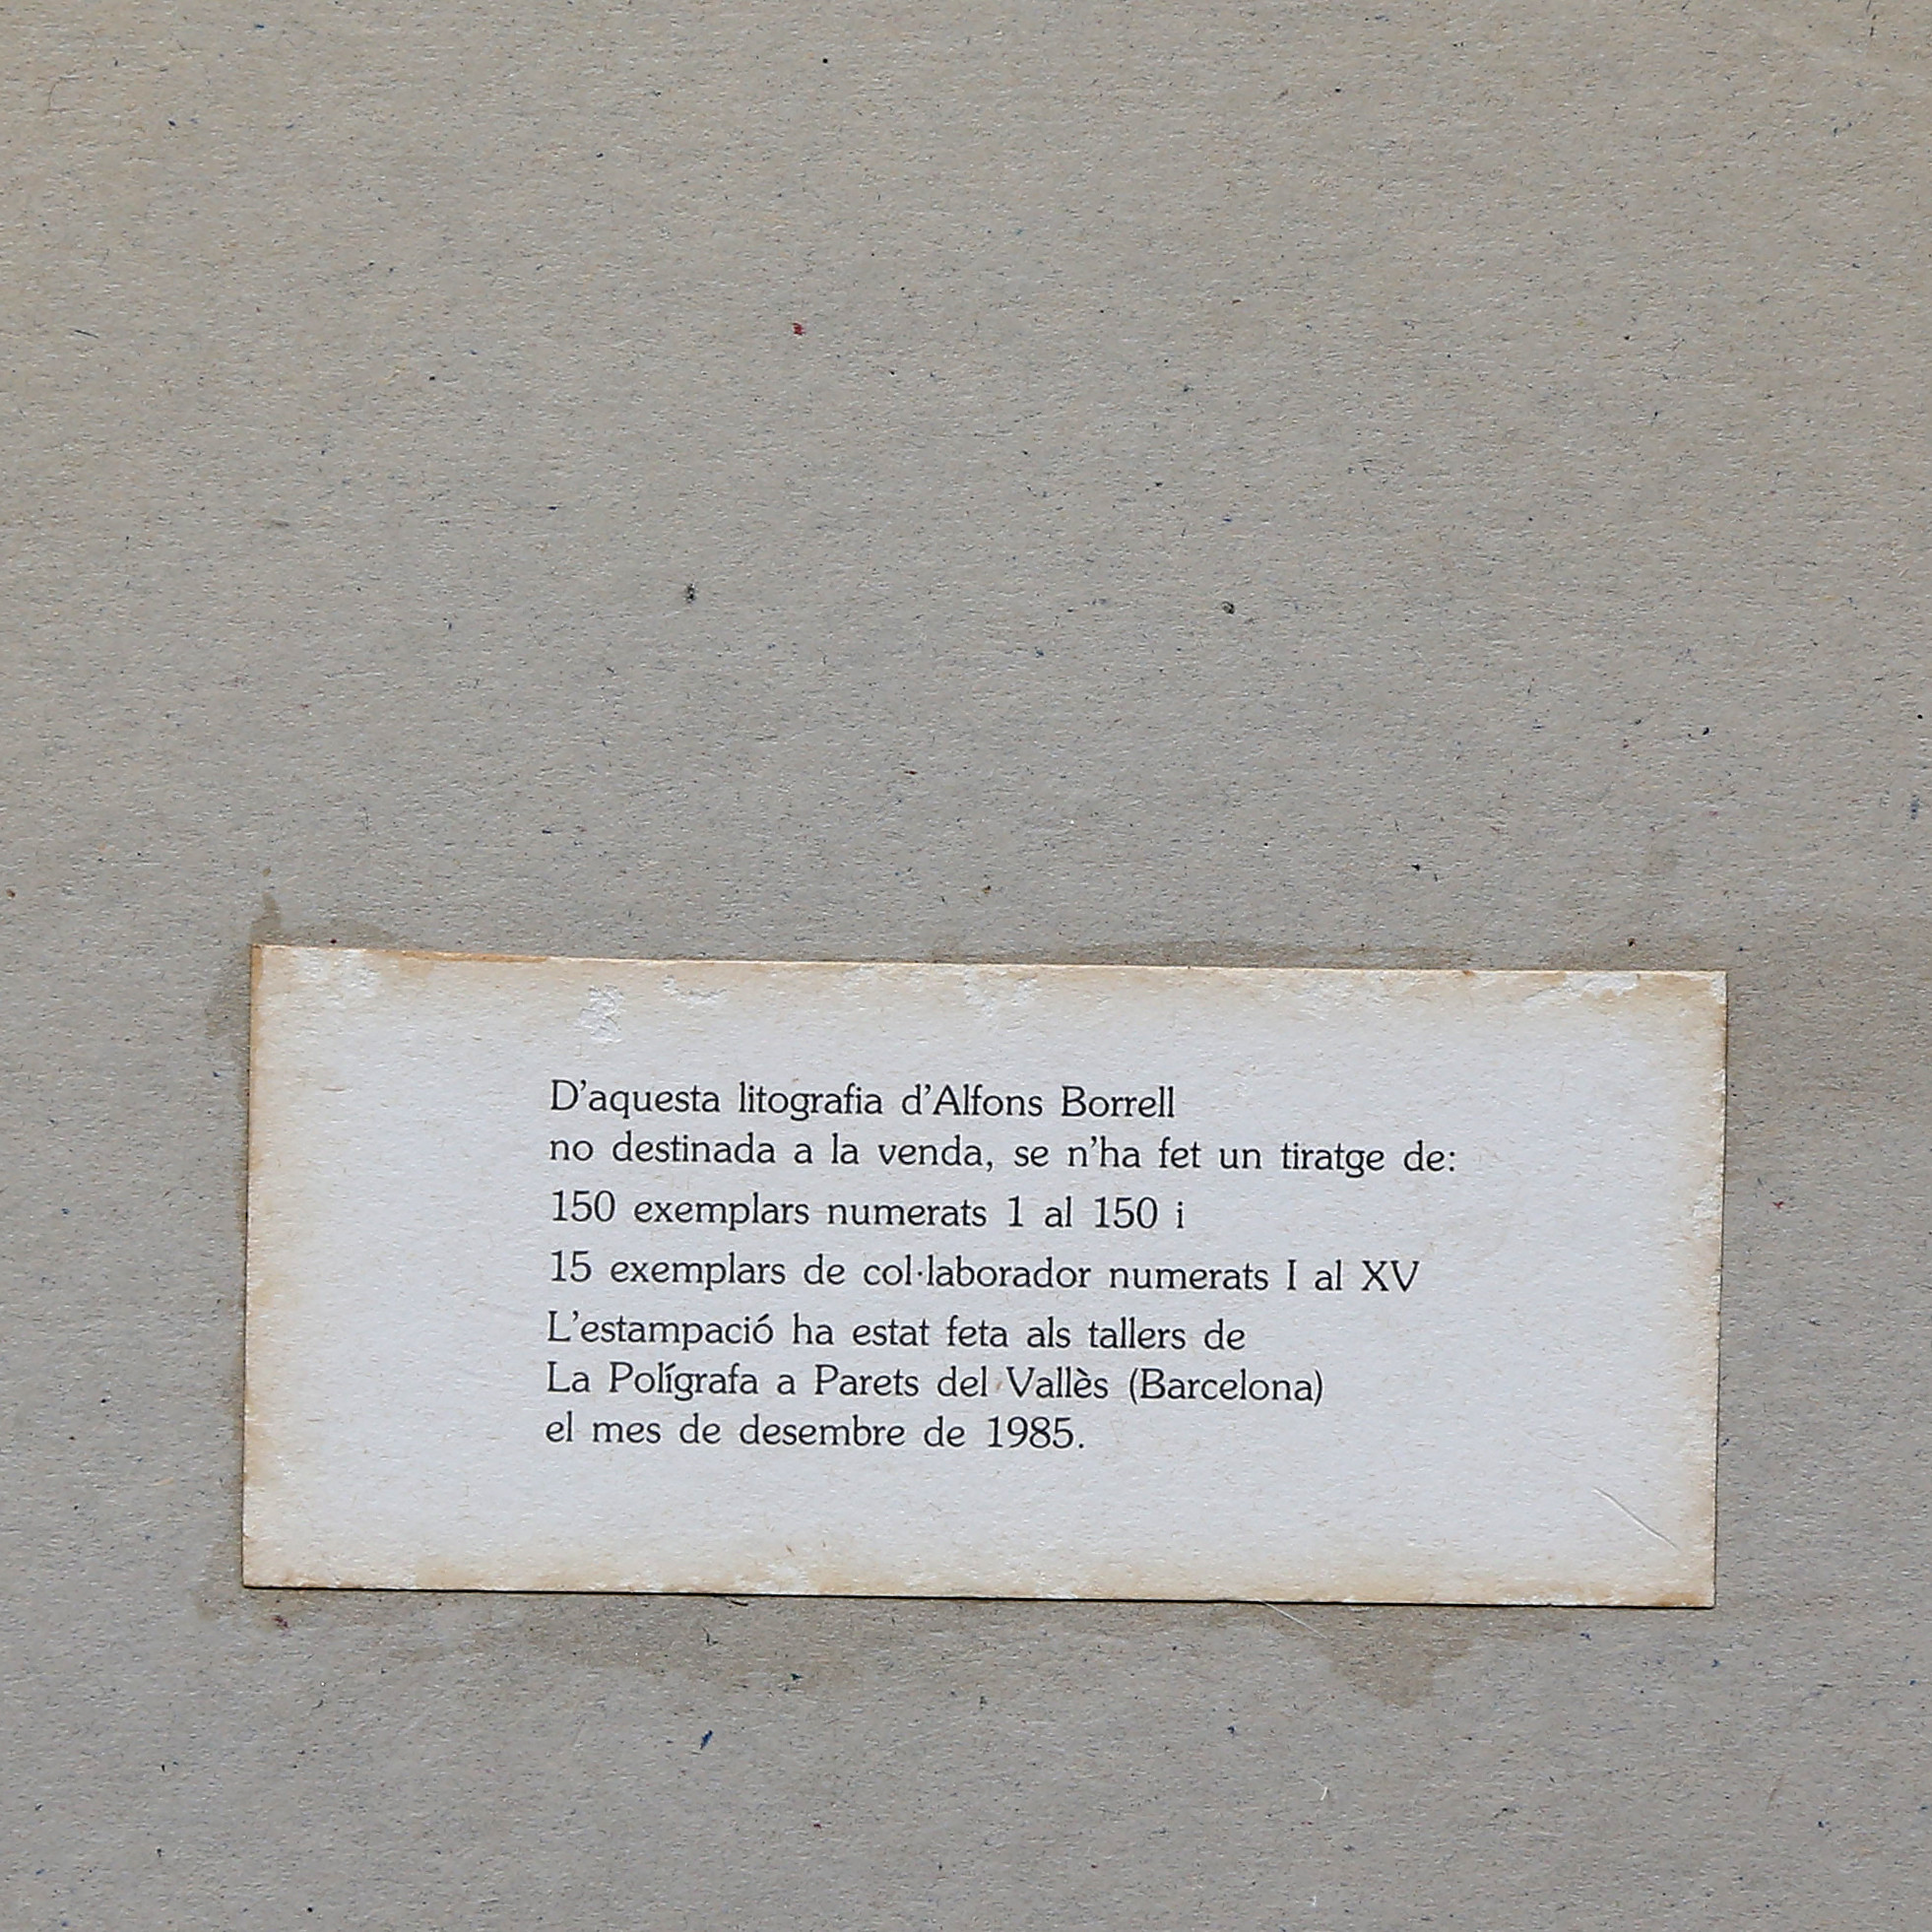 D’aquesta litografia d’Alfons Borrell
no destinada a la venda, se n’ha fet un tiratge de:
150 exemplars numerats 1 al 150 i
15 exemplars de col·laborador numerats I al XV
L’estampació ha estat feta als tallers de
La Polígrafa a Parets del Vallès (Barcelona)
el mes de desembre de 1985.